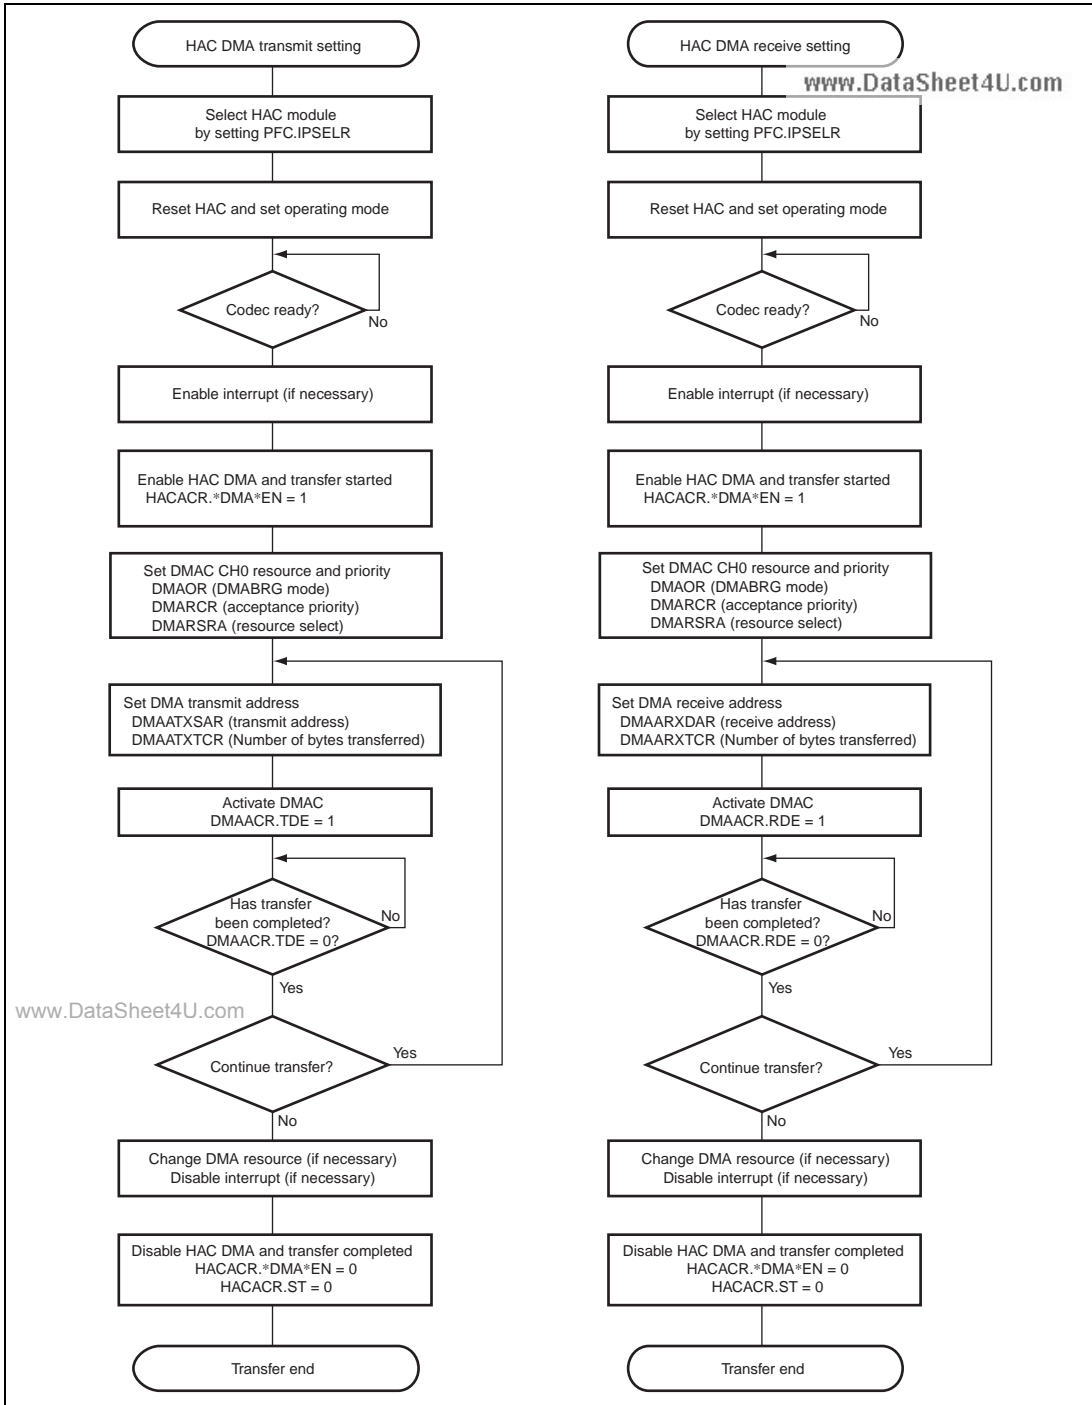 HAC DMA transmit setting
Select HAC module
by setting PFC.IPSELR
Reset HAC and set operating mode
Codec ready?
No
Enable interrupt (if necessary)
Enable HAC DMA and transfer started
HACACR.*DMA*EN = 1
Set DMAC CH0 resource and priority
DMAOR (DMABRG mode)
DMARCR (acceptance priority)
DMARSRA (resource select)
Set DMA transmit address
DMAATXSAR (transmit address)
DMAATXTCR (Number of bytes transferred)
Activate DMAC
DMAACR.TDE = 1
Has transfer
been completed?
DMAACR.TDE = 0?
No
Yes
www.DataSheet4U.com
Continue transfer?
Yes
No
Change DMA resource (if necessary)
Disable interrupt (if necessary)
Disable HAC DMA and transfer completed
HACACR.*DMA*EN = 0
HACACR.ST = 0
Transfer end
HAC DMA receive setting
www.DataSheet4U.com
Select HAC module
by setting PFC.IPSELR
Reset HAC and set operating mode
Codec ready?
No
Enable interrupt (if necessary)
Enable HAC DMA and transfer started
HACACR.*DMA*EN = 1
Set DMAC CH0 resource and priority
DMAOR (DMABRG mode)
DMARCR (acceptance priority)
DMARSRA (resource select)
Set DMA receive address
DMAARXDAR (receive address)
DMAARXTCR (Number of bytes transferred)
Activate DMAC
DMAACR.RDE = 1
Has transfer
been completed?
DMAACR.RDE = 0?
No
Yes
Continue transfer?
Yes
No
Change DMA resource (if necessary)
Disable interrupt (if necessary)
Disable HAC DMA and transfer completed
HACACR.*DMA*EN = 0
HACACR.ST = 0
Transfer end